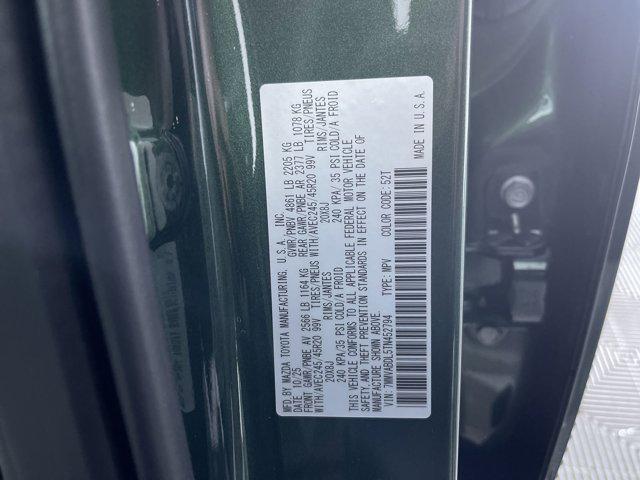 MFD. BY MAZDA TOYOTA MANUFACTURING, U.S.A., INC.
DATE: 10/25 GVWR/PNBV 4861 LB 2205 KG
FRONT GAWR/PNBE AV 2566 LB 1164 KG REAR GAWR/PNBE AR 2377 LB 1078 KG
WITH/AVEC245/45R20 99V TIRES/PNEUS WITH/AVEC245/45R20 99V TIRES/PNEUS
20X8J RIMS/JANTES 20X8J RIMS/JANTES
240 KPA/35 PSI COLD/A FROID 240 KPA/ 35 PSI COLD/A FROID
THIS VEHICLE CONFORMS TO ALL APPLICABLE FEDERAL MOTOR VEHICLE
SAFETY AND THEFT PREVENTION STANDARDS IN EFFECT ON THE DATE OF
MANUFACTURE SHOWN ABOVE.
VIN:7MMVABDL5TN452794 TYPE: MPV COLOR CODE:52T
MADE IN U.S.A.